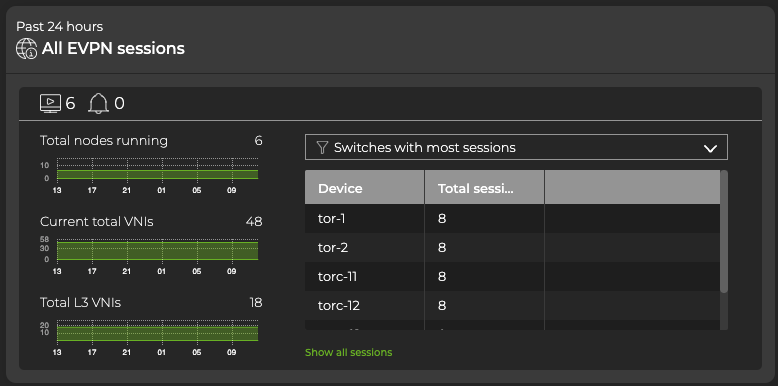 Past 24 hours
All EVPN sessions
6 0
Total nodes running 6
10
0
13 17 21 01 05 09
Current total VNIs 48
58
30
0
13 17 21 01 05 09
Total L3 VNIs 18
20
10
13 17 21 01 05 09
Switches with most sessions
Device Total sessi...
tor-1 8
tor-2 8
torc-11 8
torc-12 8
Show all sessions